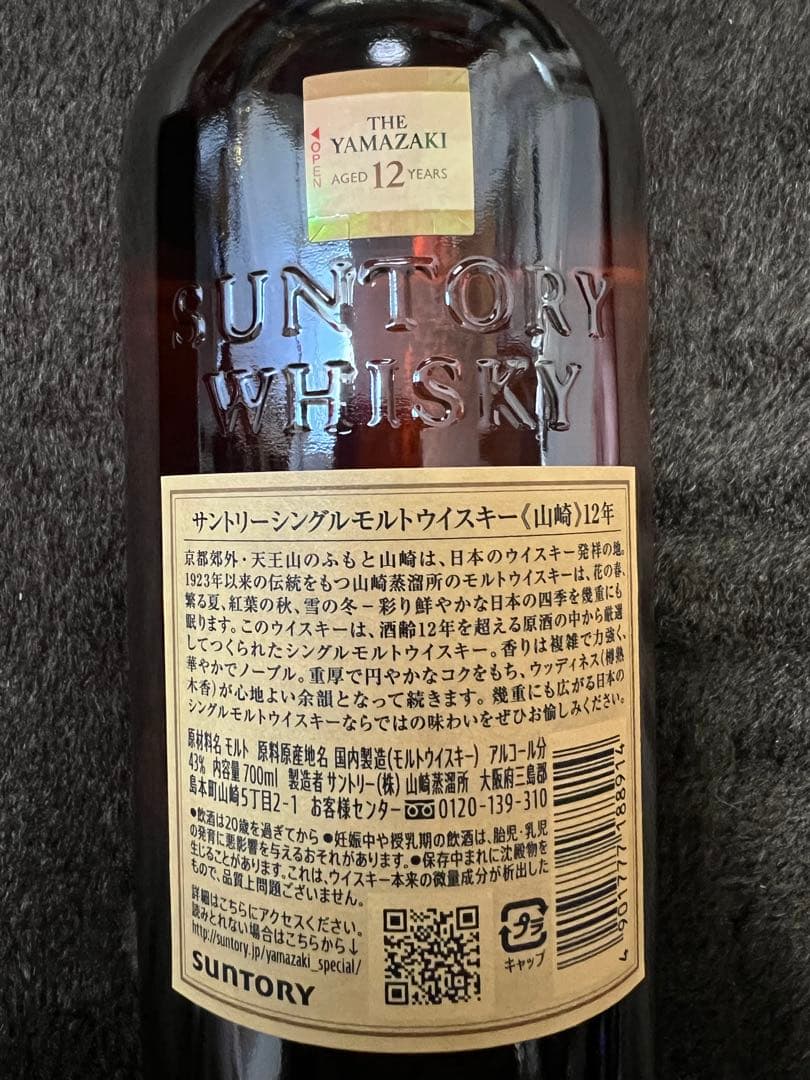 THE
YAMAZAKI
AGED 12 YEARS
◀OPEN
SUNTORY
WHISKY
サントリーシングルモルトウイスキー《山崎》12年
京都郊外・天王山のふもと山崎は、日本のウイスキー発祥の地。
1923年以来の伝統をもつ山崎蒸溜所のモルトウイスキーは、花の春、
繁る夏、紅葉の秋、雪の冬－彩り鮮やかな日本の四季を幾重にも
眠ります。このウイスキーは、酒齢12年を超える原酒の中から厳選
してつくられたシングルモルトウイスキー。香りは複雑で力強く、
華やかでノーブル。重厚で円やかなコクをもち、ウッディネス(樽熟
木香)が心地よい余韻となって続きます。幾重にも広がる日本の
シングルモルトウイスキーならではの味わいをぜひお愉しみください。
原材料名 モルト 原料原産地名 国内製造(モルトウイスキー) アルコール分
43% 内容量 700ml 製造者 サントリー(株) 山崎蒸溜所 大阪府三島郡
島本町山崎5丁目2-1 お客様センター 0120-139-310
●飲酒は20歳を過ぎてから ●妊娠中や授乳期の飲酒は、胎児・乳児
の発育に悪影響を与えるおそれがあります。●保存中まれに沈殿物を
生じることがあります。これは、ウイスキー本来の微量成分が析出した
もので、品質上問題ございません。
詳細はこちらにアクセスください。
読みとれない場合はこちらから↓
http://suntory.jp/yamazaki_special/
SUNTORY
プラ
キャップ
4 901777 188914